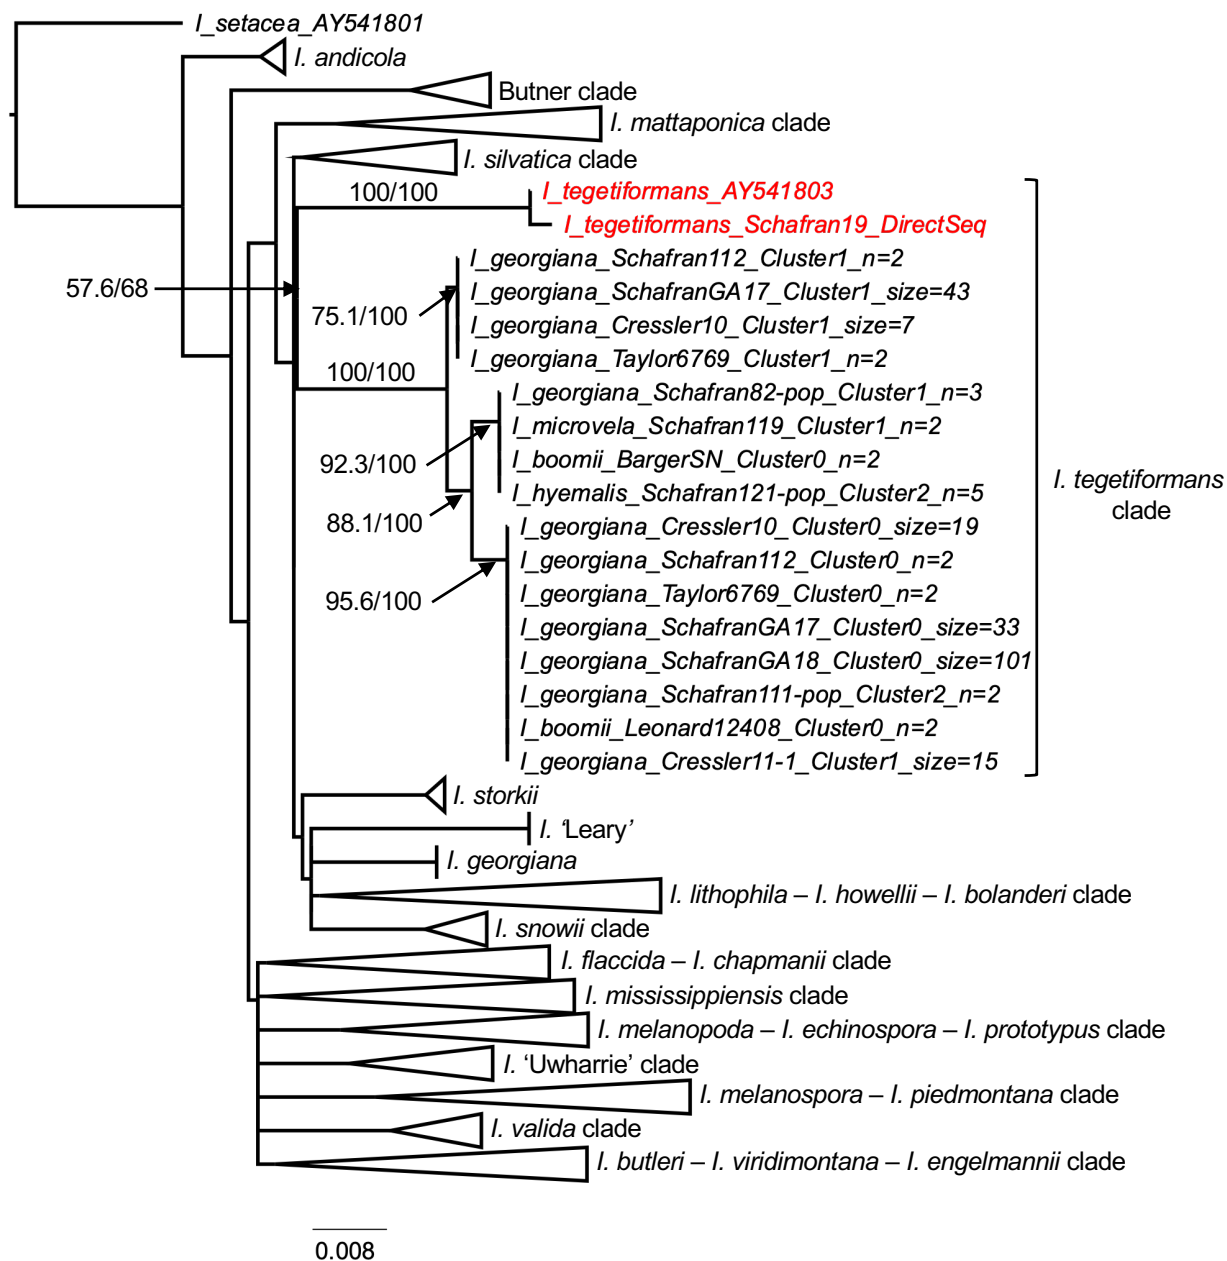 I_setacea_AY541801
I. andicola
Butner clade
I. mattaponica clade
I. silvatica clade
100/100
I_tegetiformans_AY541803
I_tegetiformans_Schafran19_DirectSeq
I_georgiana_Schafran112_Cluster1_n=2
57.6/68
I_georgiana_SchafranGA17_Cluster1_size=43
75.1/100
I_georgiana_Cressler10_Cluster1_size=7
I_georgiana_Taylor6769_Cluster1_n=2
100/100
I_georgiana_Schafran82-pop_Cluster1_n=3
I_microvela_Schafran119_Cluster1_n=2
92.3/100
I_boomii_BargerSN_Cluster0_n=2
I_hyemalis_Schafran121-pop_Cluster2_n=5
I. tegetiformans
clade
88.1/100
I_georgiana_Cressler10_Cluster0_size=19
I_georgiana_Schafran112_Cluster0_n=2
95.6/100
I_georgiana_Taylor6769_Cluster0_n=2
I_georgiana_SchafranGA17_Cluster0_size=33
I_georgiana_SchafranGA18_Cluster0_size=101
I_georgiana_Schafran111-pop_Cluster2_n=2
I_boomii_Leonard12408_Cluster0_n=2
I_georgiana_Cressler11-1_Cluster1_size=15
I. storkii
I. ‘Leary’
I. georgiana
I. lithophila – I. howellii – I. bolanderi clade
I. snowii clade
I. flaccida – I. chapmanii clade
I. mississippiensis clade
I. melanopoda – I. echinospora – I. prototypus clade
I. ‘Uwharrie’ clade
I. melanospora – I. piedmontana clade
I. valida clade
I. butleri – I. viridimontana – I. engelmannii clade
0.008